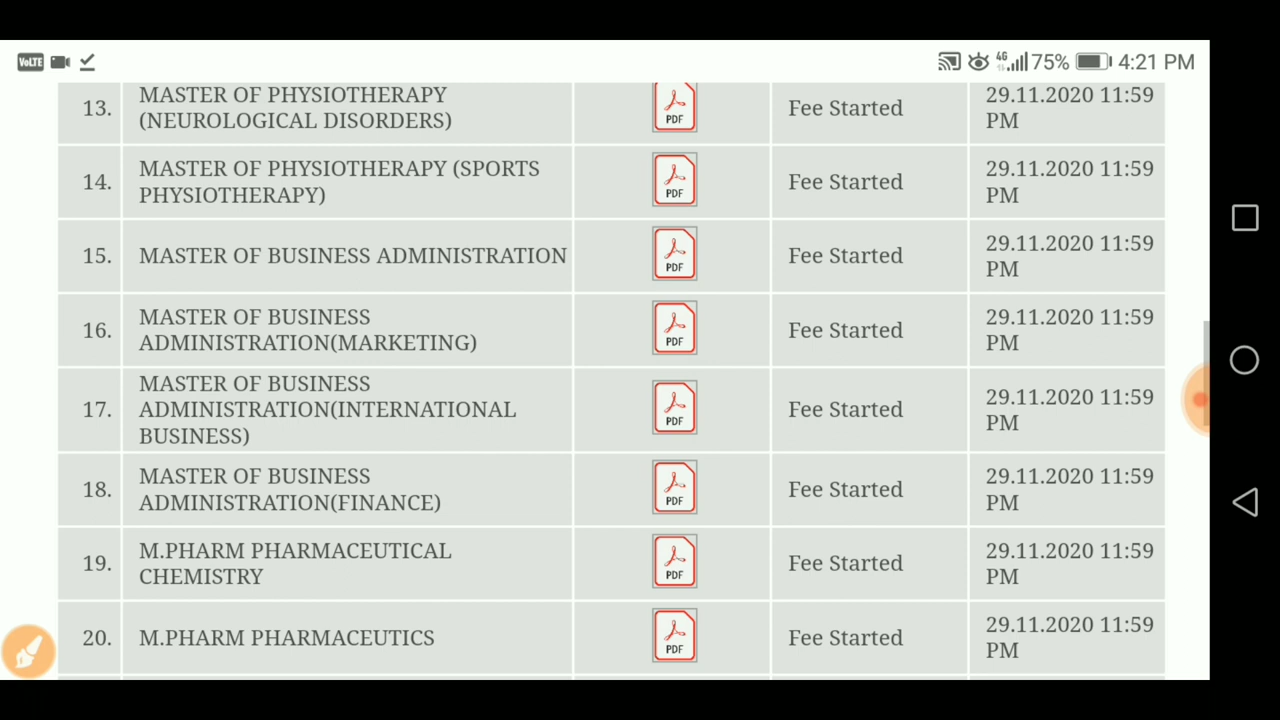 VoLTE 4G 75% 4:21 PM
13. MASTER OF PHYSIOTHERAPY (NEUROLOGICAL DISORDERS) PDF Fee Started 29.11.2020 11:59 PM
14. MASTER OF PHYSIOTHERAPY (SPORTS PHYSIOTHERAPY) PDF Fee Started 29.11.2020 11:59 PM
15. MASTER OF BUSINESS ADMINISTRATION PDF Fee Started 29.11.2020 11:59 PM
16. MASTER OF BUSINESS ADMINISTRATION(MARKETING) PDF Fee Started 29.11.2020 11:59 PM
17. MASTER OF BUSINESS ADMINISTRATION(INTERNATIONAL BUSINESS) PDF Fee Started 29.11.2020 11:59 PM
18. MASTER OF BUSINESS ADMINISTRATION(FINANCE) PDF Fee Started 29.11.2020 11:59 PM
19. M.PHARM PHARMACEUTICAL CHEMISTRY PDF Fee Started 29.11.2020 11:59 PM
20. M.PHARM PHARMACEUTICS PDF Fee Started 29.11.2020 11:59 PM